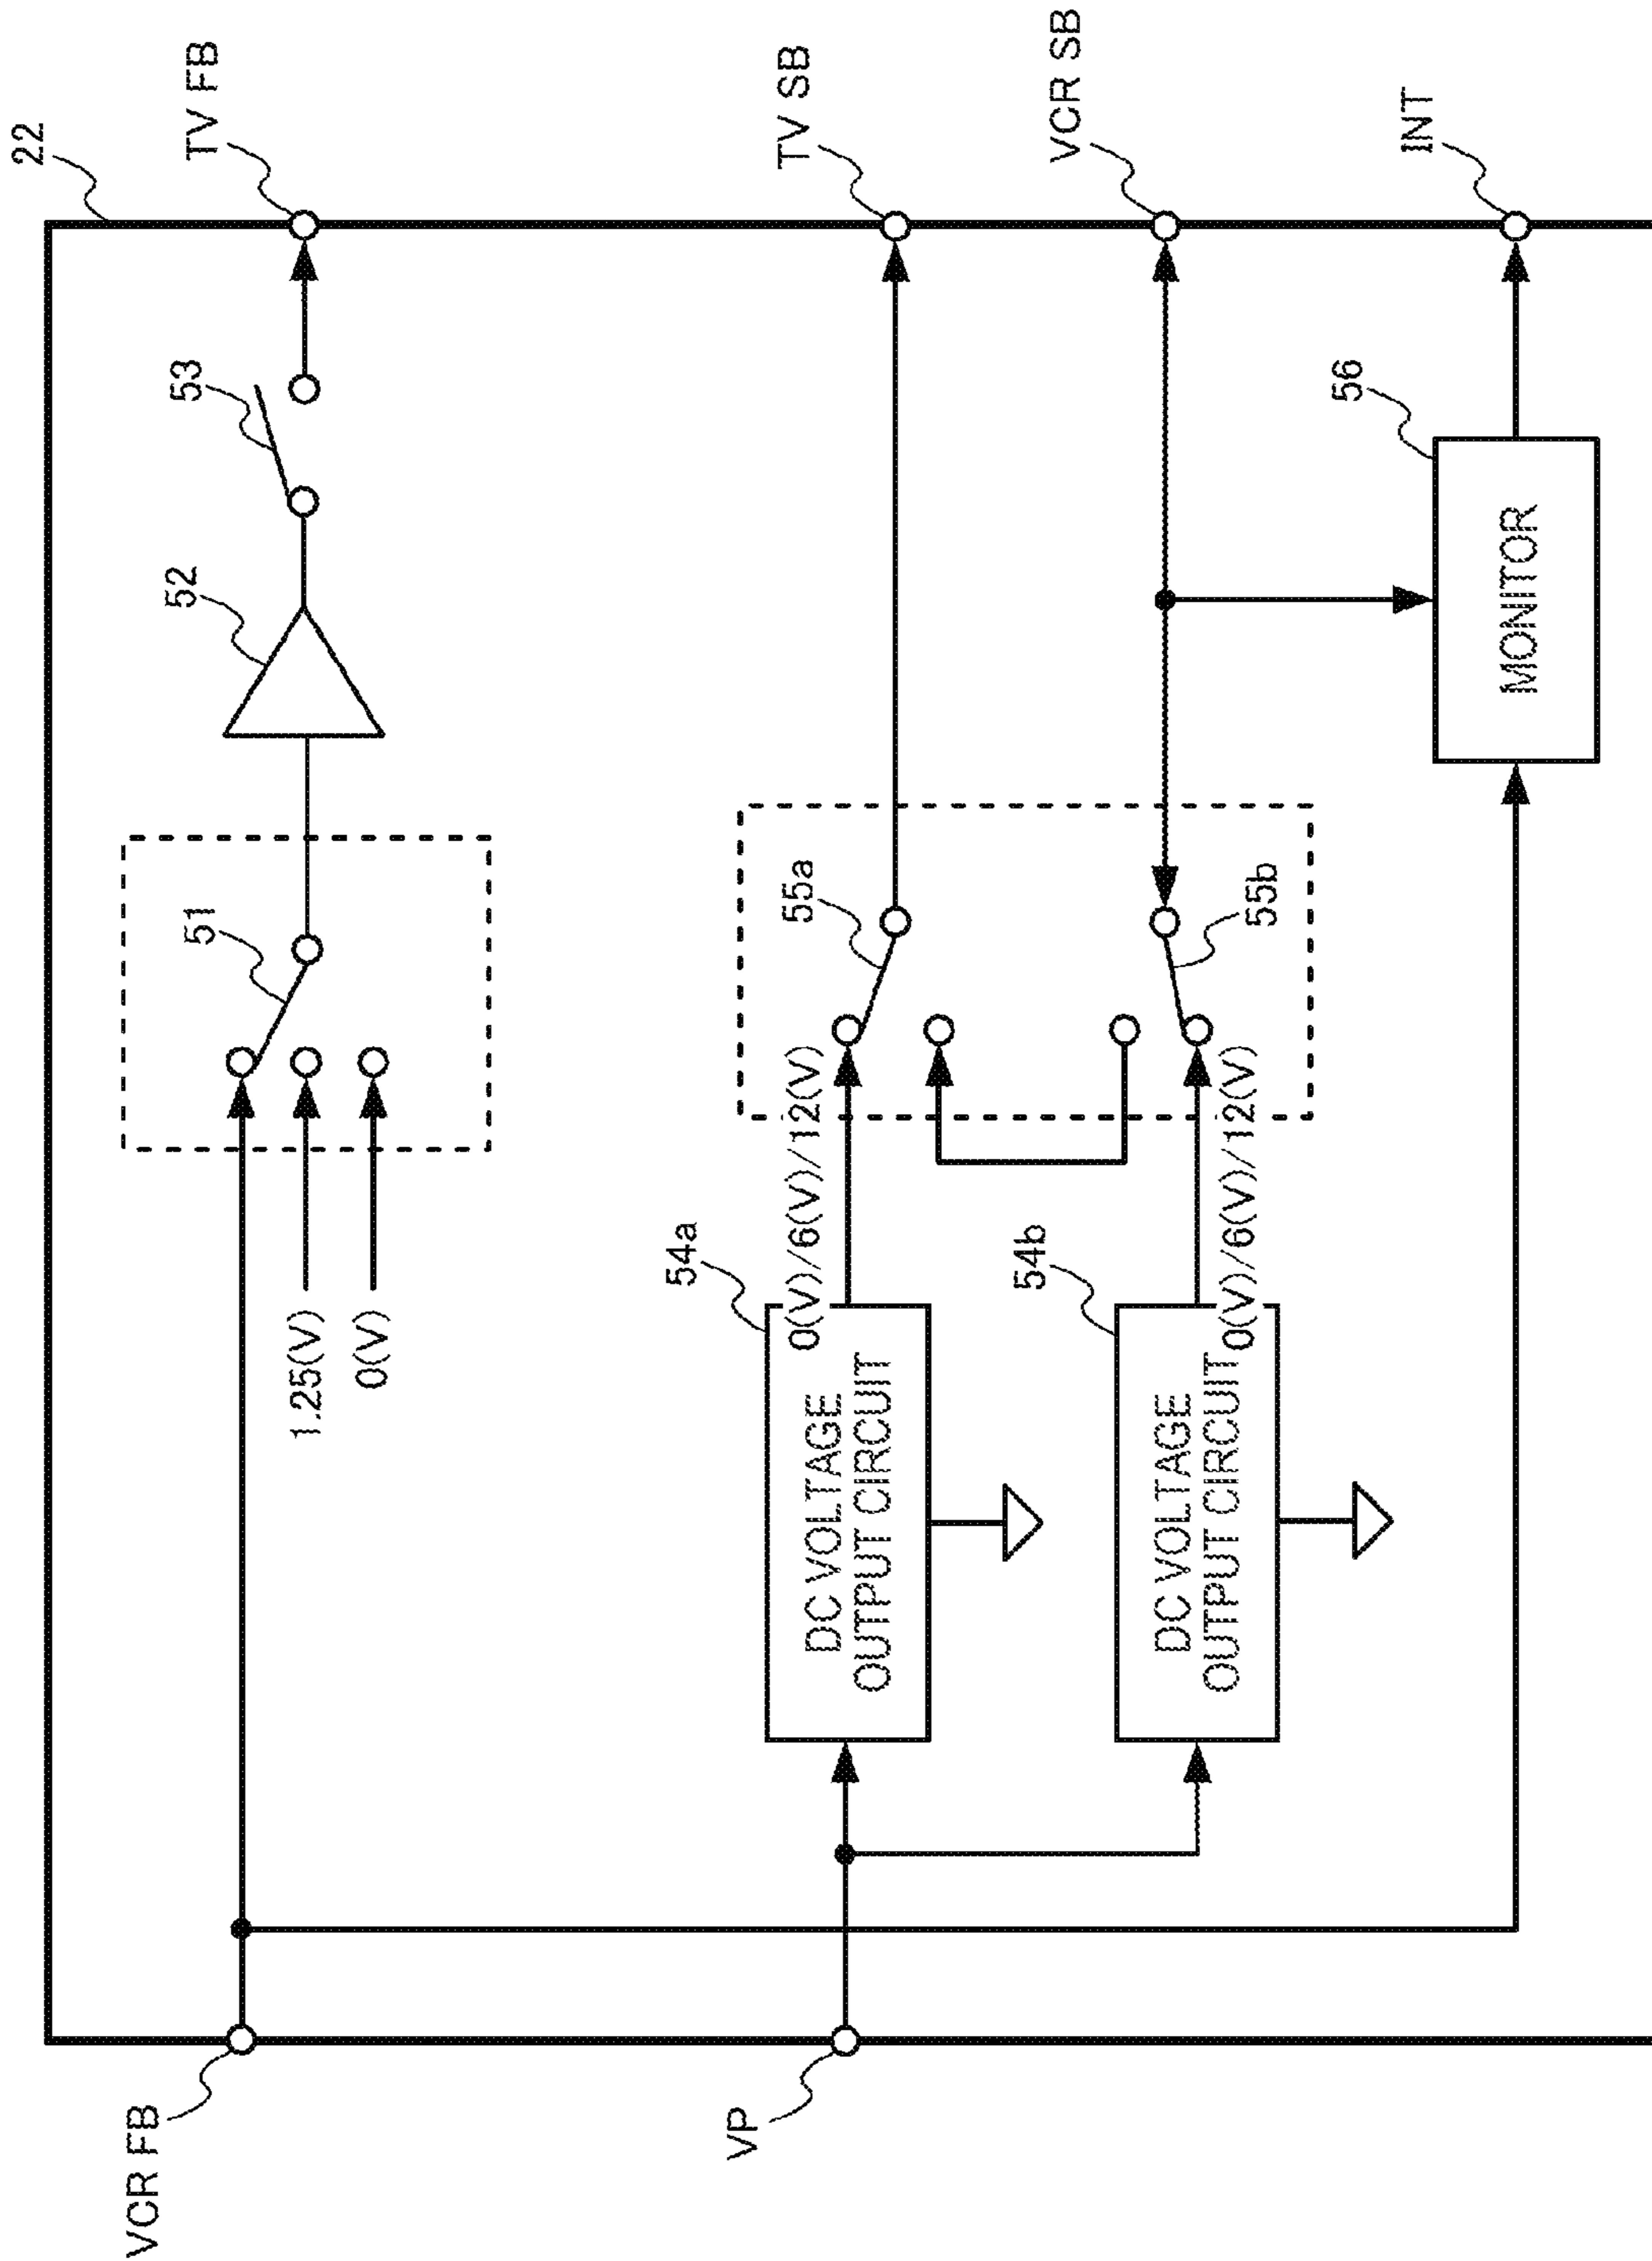 22
VCR FB
51
52
53
TV FB
1.25(V)
0(V)
VP
54a
DC VOLTAGE
OUTPUT CIRCUIT
0(V)/6(V)/12(V)
55a
TV SB
54b
DC VOLTAGE
OUTPUT CIRCUIT
0(V)/6(V)/12(V)
55b
VCR SB
56
MONITOR
INT